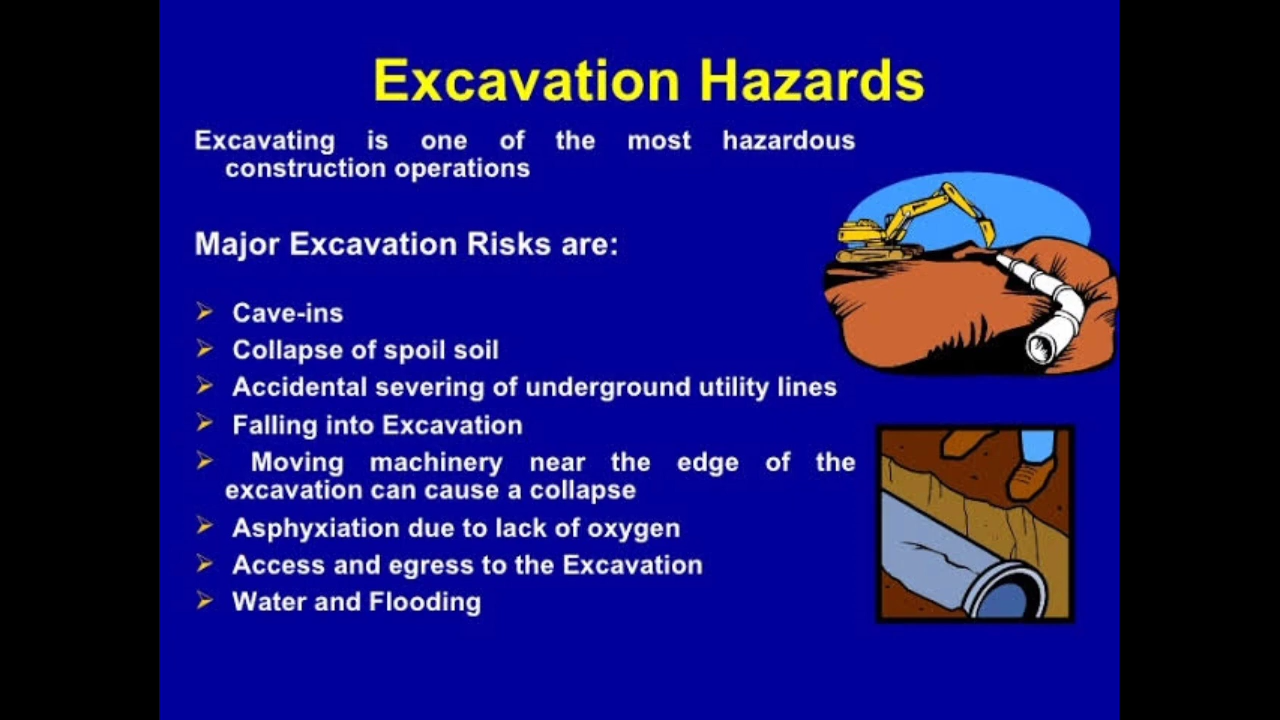 Excavation Hazards
Excavating is one of the most hazardous
construction operations
Major Excavation Risks are:
Cave-ins
Collapse of spoil soil
Accidental severing of underground utility lines
Falling into Excavation
Moving machinery near the edge of the
excavation can cause a collapse
Asphyxiation due to lack of oxygen
Access and egress to the Excavation
Water and Flooding